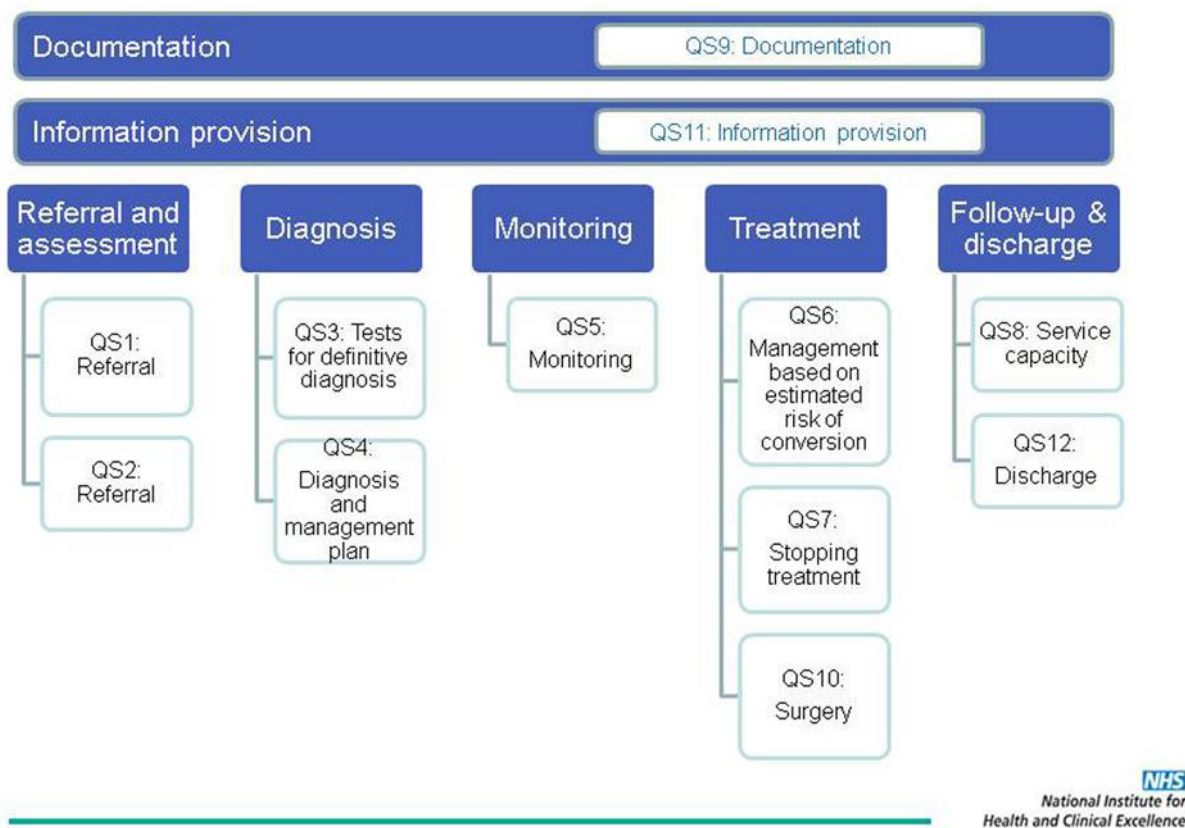 Documentation
QS9: Documentation
Information provision
QS11: Information provision
Referral and
assessment
QS1:
Referral
QS2:
Referral
Diagnosis
QS3: Tests
for definitive
diagnosis
QS4:
Diagnosis
and
management
plan
Monitoring
QS5:
Monitoring
Treatment
QS6:
Management
based on
estimated
risk of
conversion
QS7:
Stopping
treatment
QS10:
Surgery
Follow-up &
discharge
QS8: Service
capacity
QS12:
Discharge
NHS
National Institute for
Health and Clinical Excellence